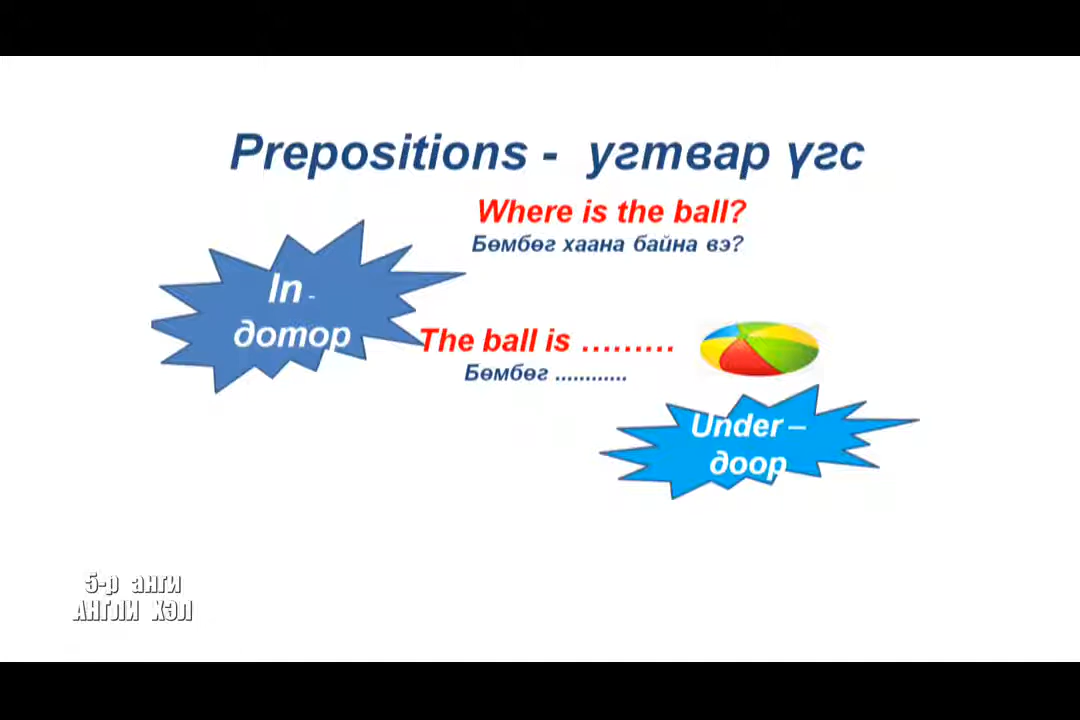 Prepositions - угтвар үгс
Where is the ball?
Бөмбөг хаана байна вэ?
In -
дотор
The ball is ………
Бөмбөг ............
Under –
доор
5-р анги
АНГЛИ ХЭЛ